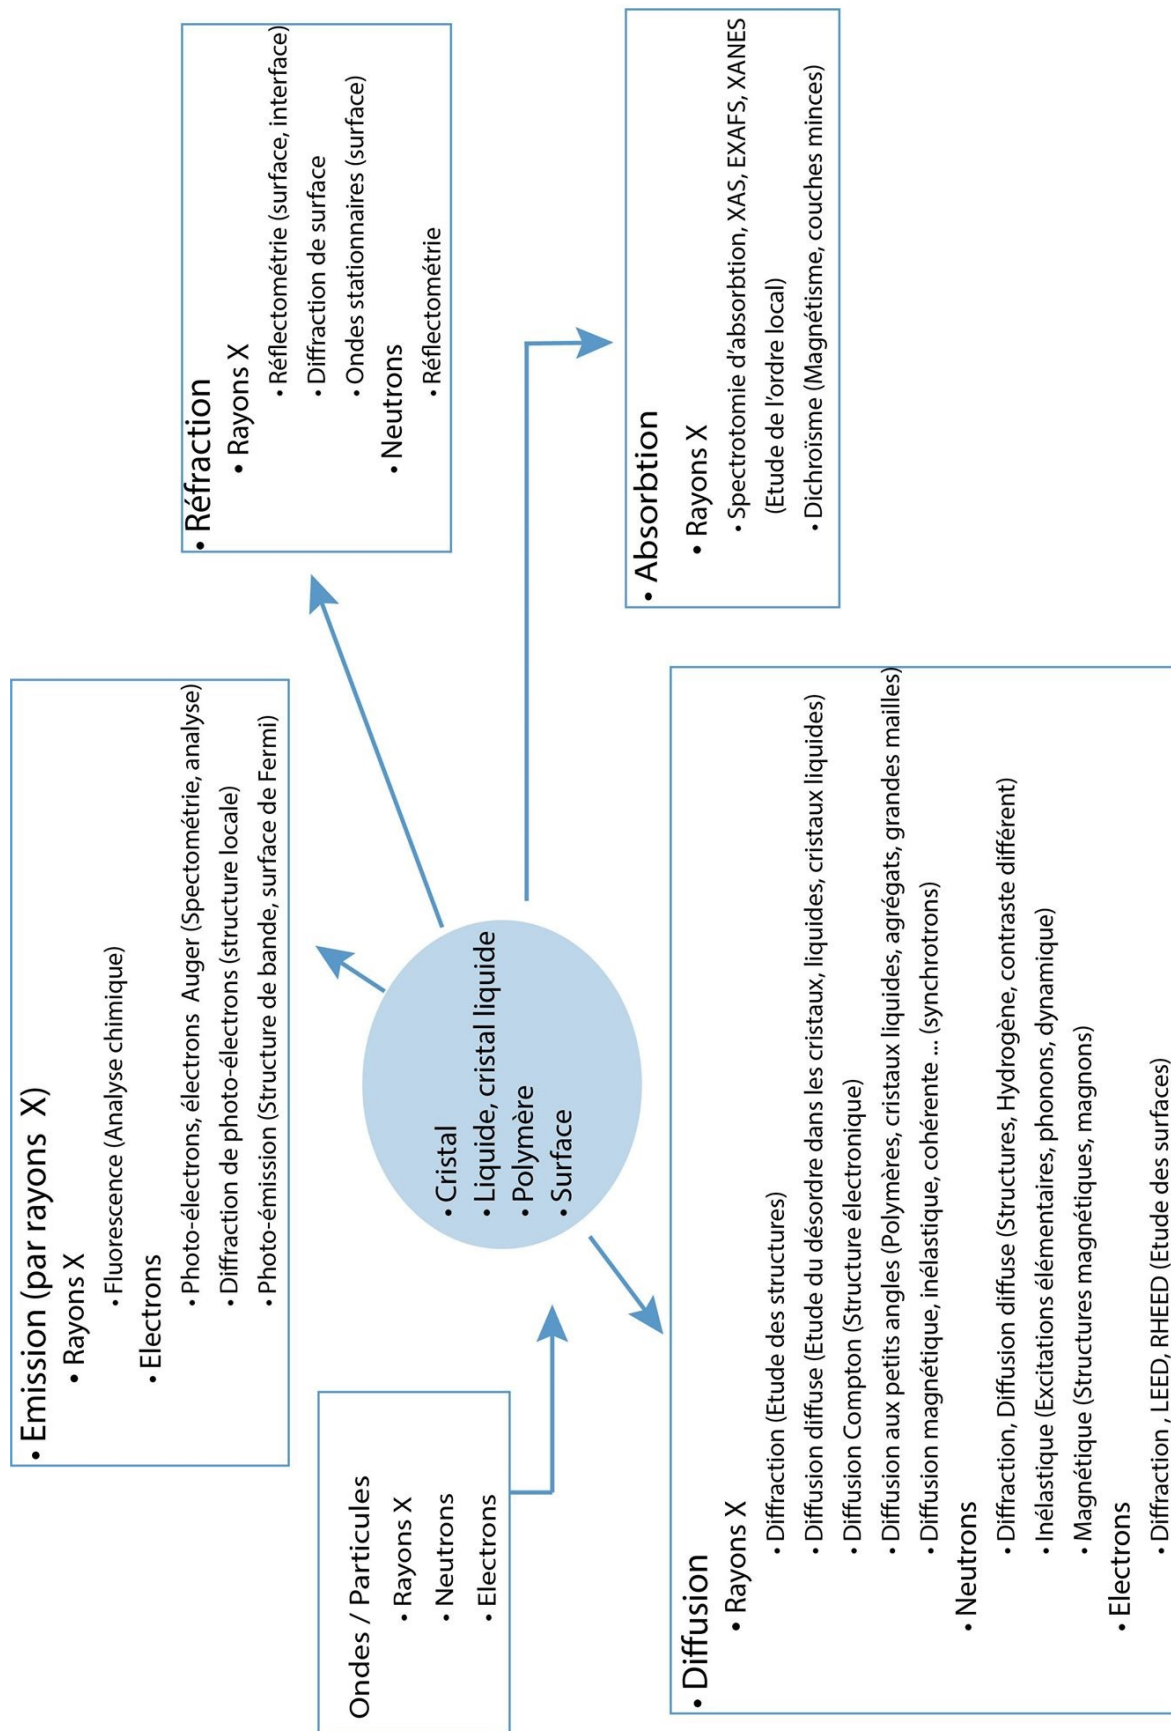 • Emission (par rayons X)
• Rayons X
• Fluorescence (Analyse chimique)
• Electrons
• Photo-électrons, électrons Auger (Spectométrie, analyse)
• Diffraction de photo-électrons (structure locale)
• Photo-émission (Structure de bande, surface de Fermi)
• Réfraction
• Rayons X
• Réflectométrie (surface, interface)
• Diffraction de surface
• Ondes stationnaires (surface)
• Neutrons
• Réflectométrie
Ondes / Particules
• Rayons X
• Neutrons
• Electrons
• Cristal
• Liquide, cristal liquide
• Polymère
• Surface
• Absorbtion
• Rayons X
• Spectrotomie d'absorbtion, XAS, EXAFS, XANES
(Etude de l'ordre local)
• Dichroïsme (Magnétisme, couches minces)
• Diffusion
• Rayons X
• Diffraction (Etude des structures)
• Diffusion diffuse (Etude du désordre dans les cristaux, liquides, cristaux liquides)
• Diffusion Compton (Structure électronique)
• Diffusion aux petits angles (Polymères, cristaux liquides, agrégats, grandes mailles)
• Diffusion magnétique, inélastique, cohérente ... (synchrotrons)
• Neutrons
• Diffraction, Diffusion diffuse (Structures, Hydrogène, contraste différent)
• Inélastique (Excitations élémentaires, phonons, dynamique)
• Magnétique (Structures magnétiques, magnons)
• Electrons
• Diffraction , LEED, RHEED (Etude des surfaces)